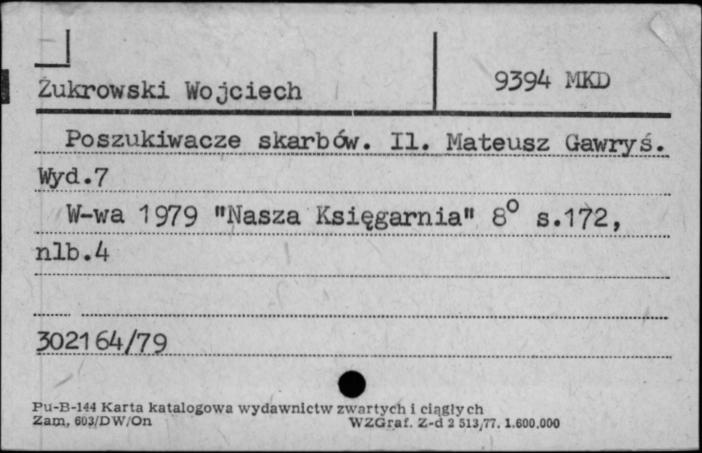 Żukrowski Wojciech 9394 MKD
Poszukiwacze skarbów. Il. Mateusz Gawryś.
Wyd.7
W-wa 1979 "Nasza Księgarnia" 8° s.172,
nlb.4
302164/79
Pu-B-144 Karta katalogowa wydawnictw zwartych i ciągłych
Zam. 603/DW/On WZGraf. Z-d 2 513/77. 1.600.000